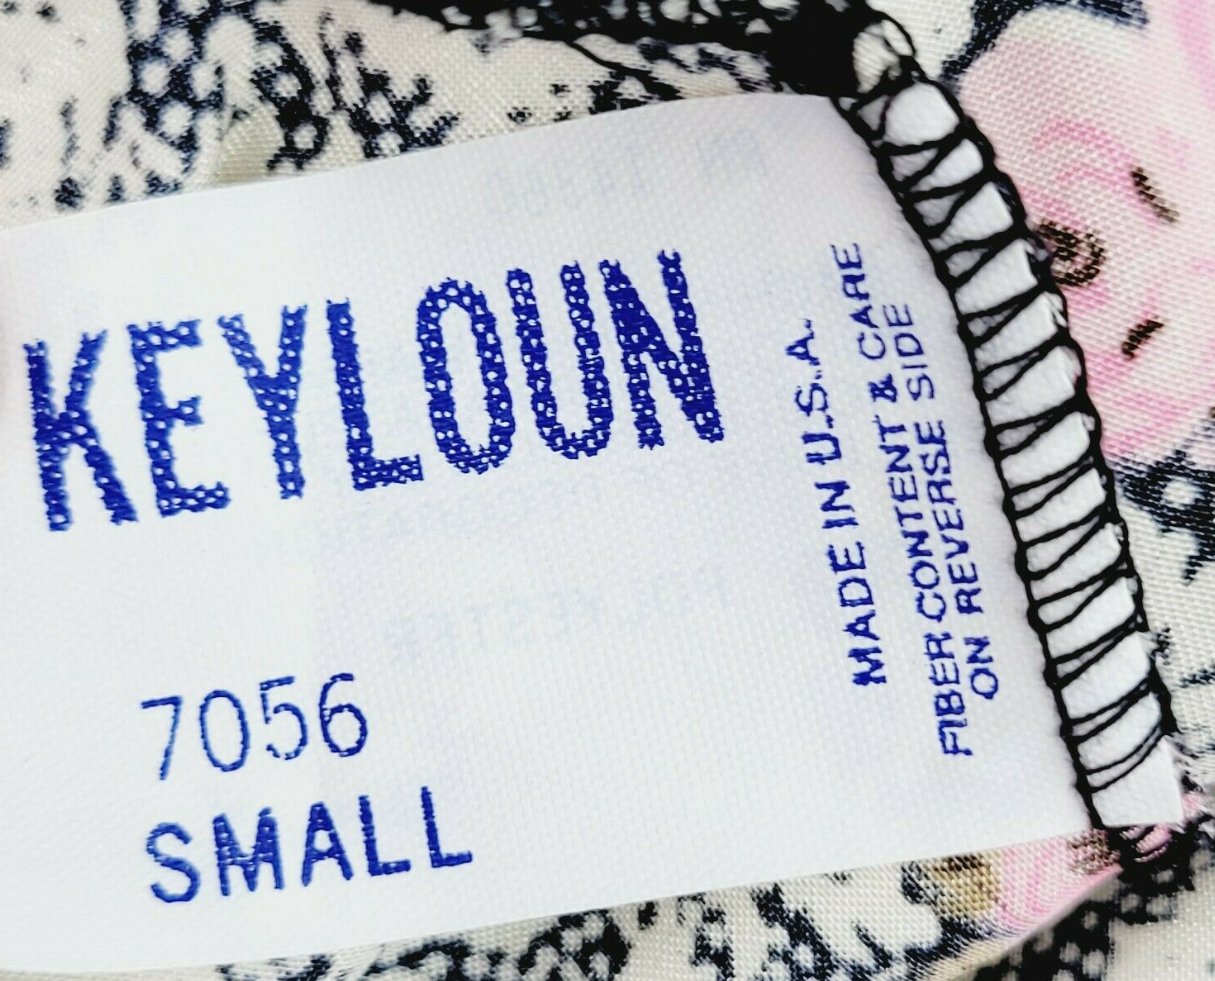 KEYLOUN
7056
SMALL
MADE IN U.S.A.
FIBER CONTENT & CARE
ON REVERSE SIDE